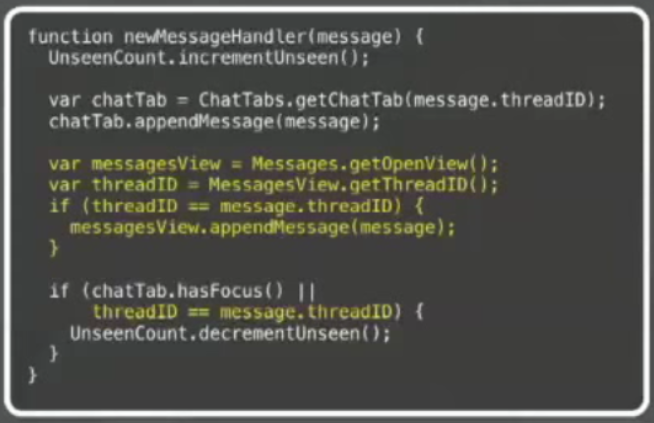 function newMessageHandler(message) {
UnseenCount.incrementUnseen();
var chatTab = ChatTabs.getChatTab(message.threadID);
chatTab.appendMessage(message);
var messagesView = Messages.getOpenView();
var threadID = MessagesView.getThreadID();
if (threadID == message.threadID) {
messagesView.appendMessage(message);
}
if (chatTab.hasFocus() ||
threadID == message.threadID) {
UnseenCount.decrementUnseen();
}
}